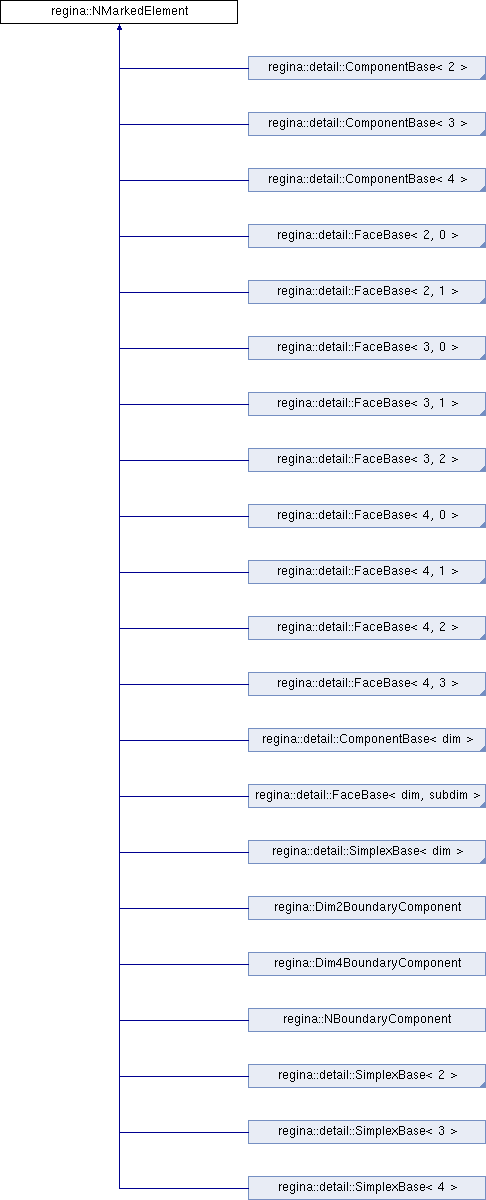 regina::NMarkedElement
regina::detail::ComponentBase< 2 >
regina::detail::ComponentBase< 3 >
regina::detail::ComponentBase< 4 >
regina::detail::FaceBase< 2, 0 >
regina::detail::FaceBase< 2, 1 >
regina::detail::FaceBase< 3, 0 >
regina::detail::FaceBase< 3, 1 >
regina::detail::FaceBase< 3, 2 >
regina::detail::FaceBase< 4, 0 >
regina::detail::FaceBase< 4, 1 >
regina::detail::FaceBase< 4, 2 >
regina::detail::FaceBase< 4, 3 >
regina::detail::ComponentBase< dim >
regina::detail::FaceBase< dim, subdim >
regina::detail::SimplexBase< dim >
regina::Dim2BoundaryComponent
regina::Dim4BoundaryComponent
regina::NBoundaryComponent
regina::detail::SimplexBase< 2 >
regina::detail::SimplexBase< 3 >
regina::detail::SimplexBase< 4 >